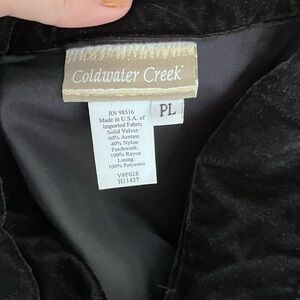 Coldwater Creek
PL
RN 98516
Made in U.S.A. of
Imported Fabric
Solid Velvet:
60% Acetate
40% Nylon
Patchwork:
100% Rayon
Lining:
100% Polyester
V#F028
H11427